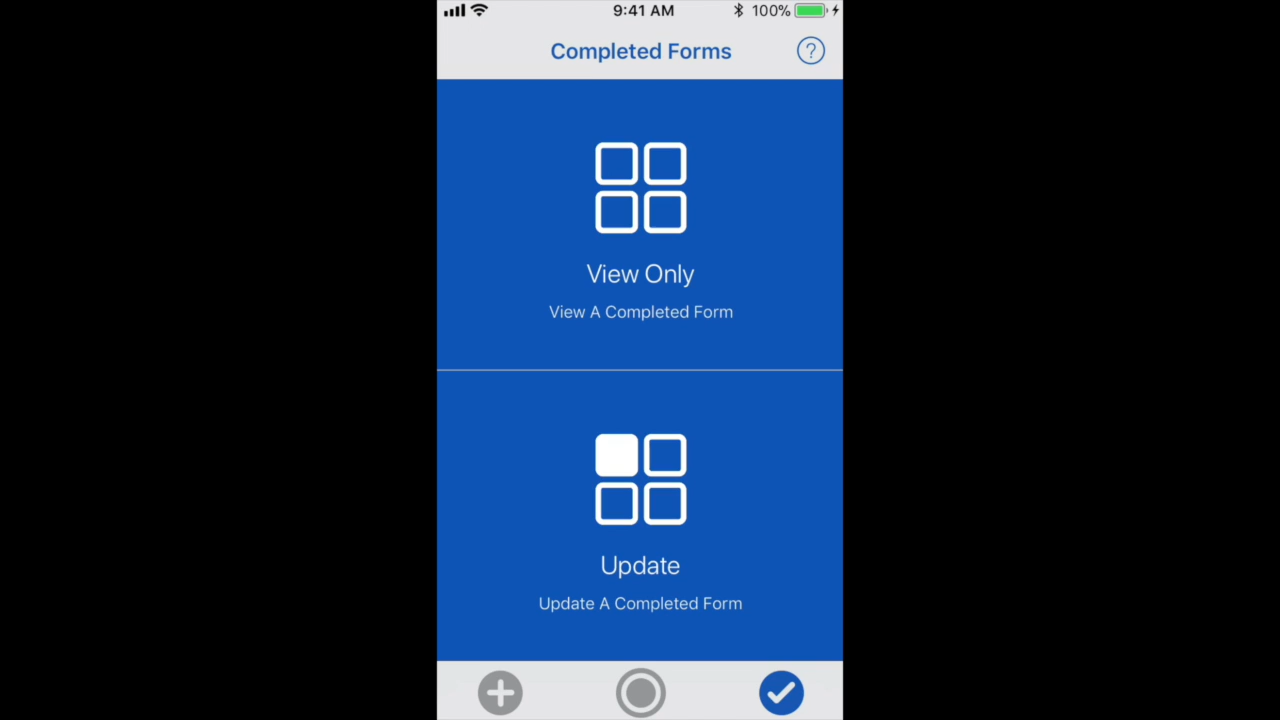 9:41 AM
100%
Completed Forms
?
View Only
View A Completed Form
Update
Update A Completed Form